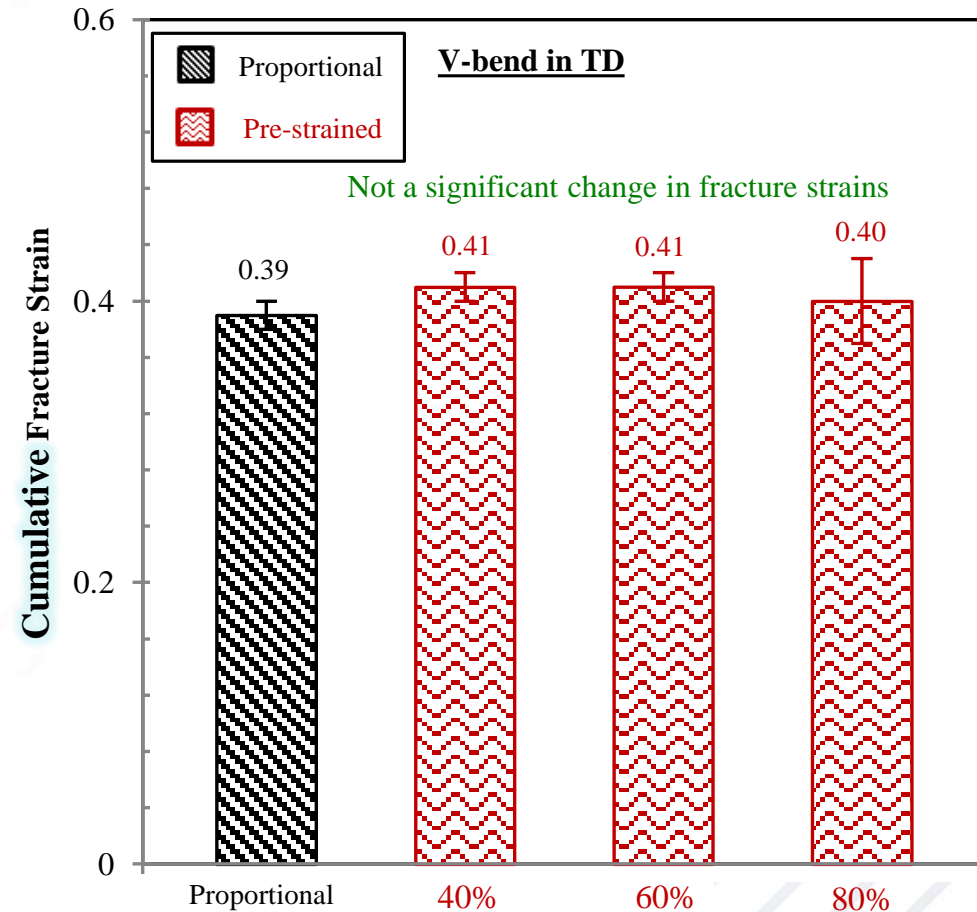 V-bend in TD
Proportional
Pre-strained
Not a significant change in fracture strains
Cumulative Fracture Strain
0.6
0.4
0.2
0
0.39
0.41
0.41
0.40
Proportional
40%
60%
80%